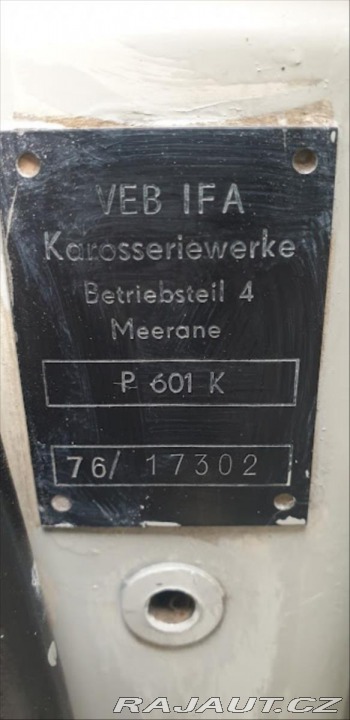 VEB IFA
Karosseriewerke
Betriebsteil 4
Meerane
P 601 K
76/ 17302
RAJAUT.CZ